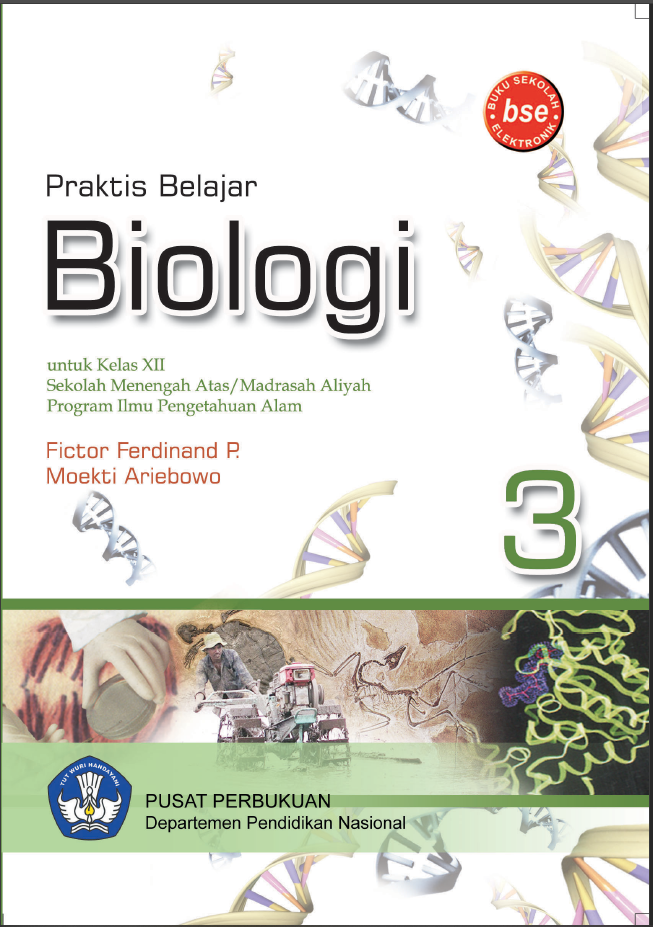 BUKU SEKOLAH
bse
ELEKTRONIK
Praktis Belajar
Biologi
untuk Kelas XII
Sekolah Menengah Atas/Madrasah Aliyah
Program Ilmu Pengetahuan Alam
Fictor Ferdinand P.
Moekti Ariebowo
3
TUT WURI HANDAYANI
PUSAT PERBUKUAN
Departemen Pendidikan Nasional